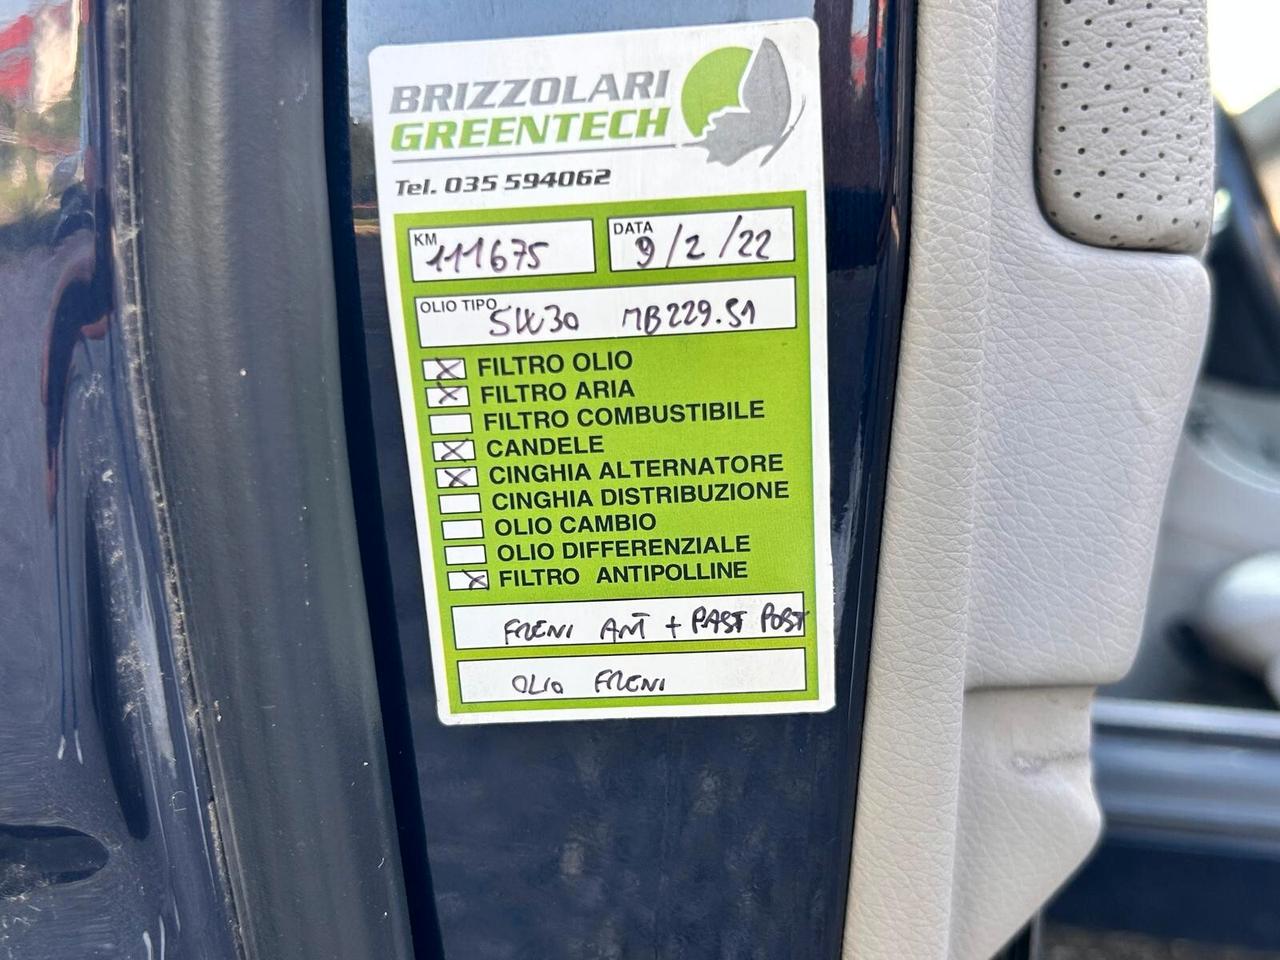 BRIZZOLARI
GREENTECH
Tel. 035 594062
KM 111675 DATA 9/2/22
OLIO TIPO 5W30 MB229.51
FILTRO OLIO
FILTRO ARIA
FILTRO COMBUSTIBILE
CANDELE
CINGHIA ALTERNATORE
CINGHIA DISTRIBUZIONE
OLIO CAMBIO
OLIO DIFFERENZIALE
FILTRO ANTIPOLLINE
FRENI ANT + PAST POST
OLIO FRENI